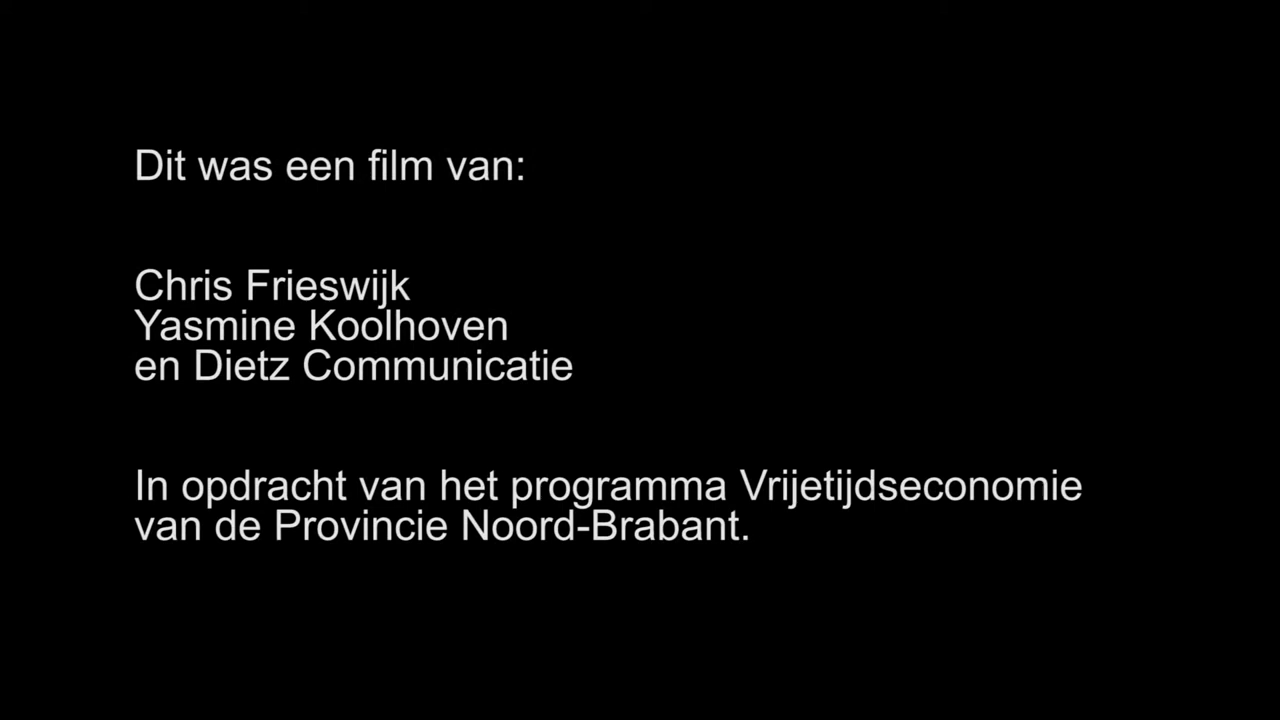 Dit was een film van:
Chris Frieswijk
Yasmine Koolhoven
en Dietz Communicatie
In opdracht van het programma Vrijetijdseconomie
van de Provincie Noord-Brabant.